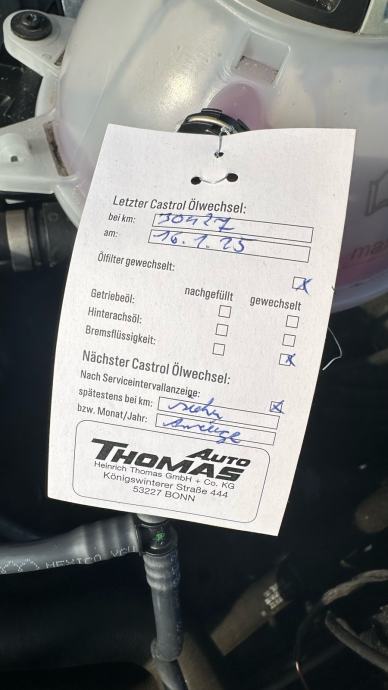 Letzter Castrol Ölwechsel:
bei km: 30427
am: 16.1.25
Ölfilter gewechselt: X
nachgefüllt gewechselt
Getriebeöl:
Hinterachsöl:
Bremsflüssigkeit: X
Nächster Castrol Ölwechsel:
Nach Serviceintervallanzeige: X
spätestens bei km: siehe
bzw. Monat/Jahr: Anzeige
AUTO
THOMAS
Heinrich Thomas GmbH + Co. KG
Königswinterer Straße 444
53227 BONN
MEXICO